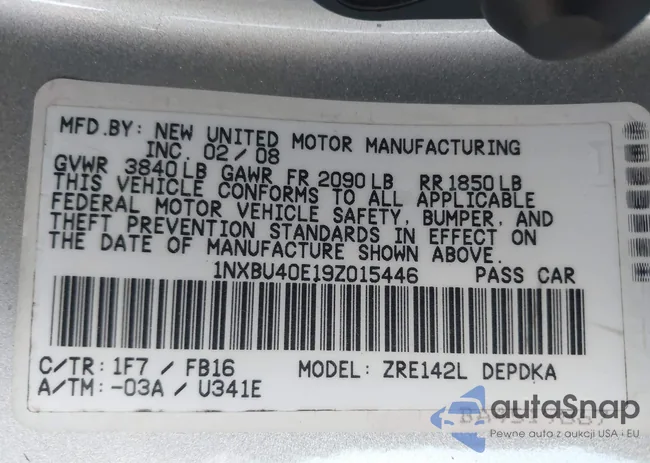 MFD.BY: NEW UNITED MOTOR MANUFACTURING
INC. 02/08
GVWR 3840LB GAWR FR 2090LB RR1850LB
THIS VEHICLE CONFORMS TO ALL APPLICABLE
FEDERAL MOTOR VEHICLE SAFETY, BUMPER, AND
THEFT PREVENTION STANDARDS IN EFFECT ON
THE DATE OF MANUFACTURE SHOWN ABOVE.
1NXBU40E19Z015446 PASS CAR
C/TR: 1F7 / FB16 MODEL: ZRE142L DEPDKA
A/TM: -03A / U341E
autoSnap
Pewne auta z aukcji USA i EU